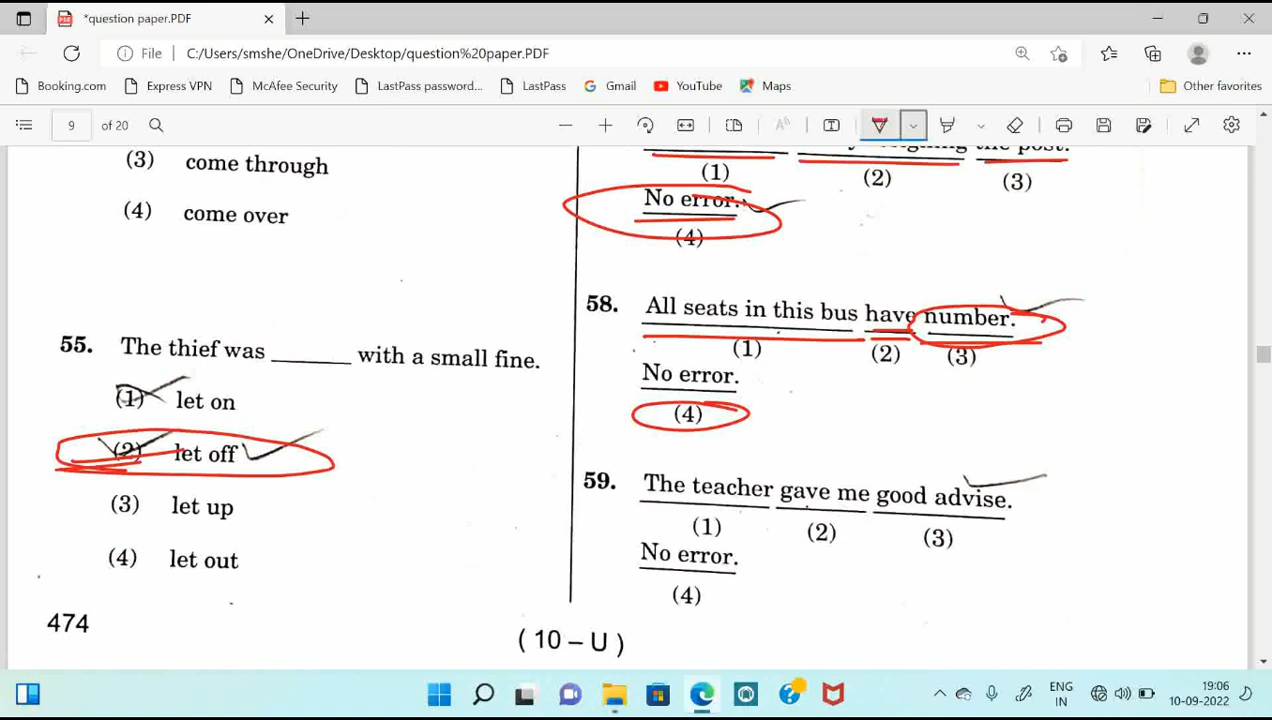 *question paper.PDF
File C:/Users/smshe/OneDrive/Desktop/question%20paper.PDF
Booking.com Express VPN McAfee Security LastPass password... LastPass Gmail YouTube Maps Other favorites
9 of 20
(3) come through
(4) come over
55. The thief was ______ with a small fine.
(1) let on
(2) let off
(3) let up
(4) let out
474
the post.
(1) (2) (3)
No error.
(4)
58. All seats in this bus have number.
(1) (2) (3)
No error.
(4)
59. The teacher gave me good advise.
(1) (2) (3)
No error.
(4)
( 10 – U )
ENG
IN
19:06
10-09-2022